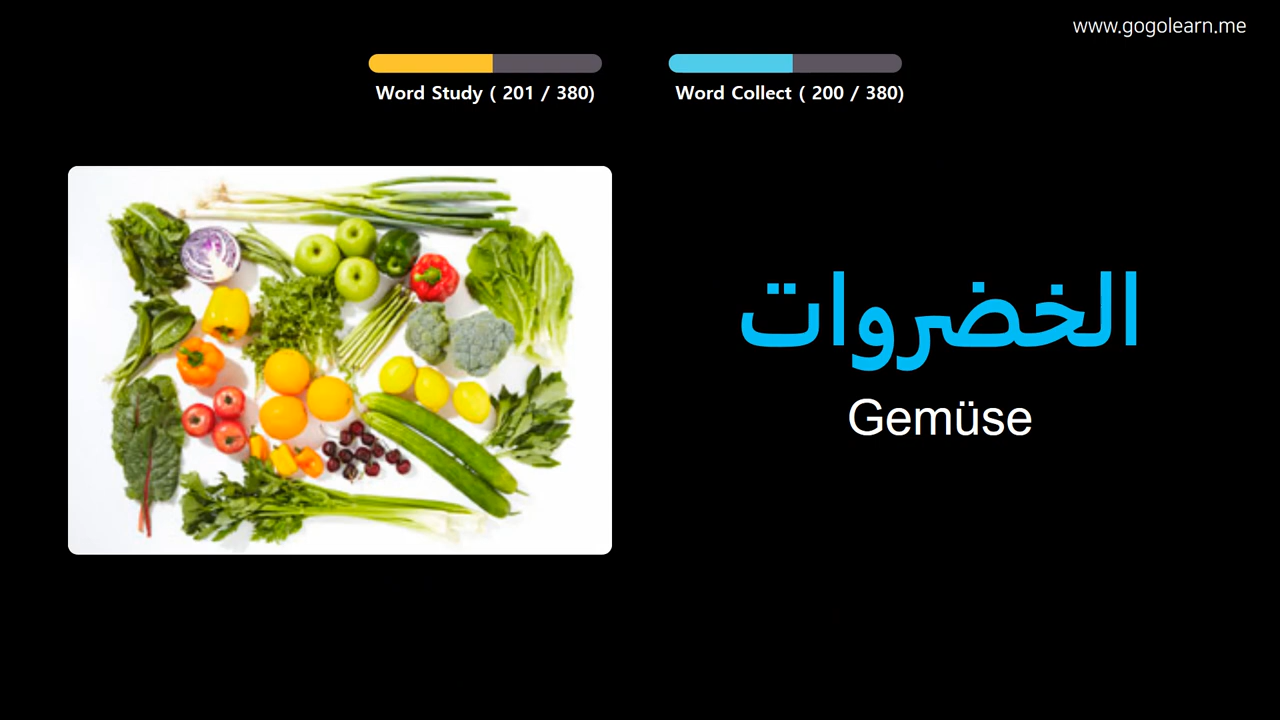 www.gogolearn.me
Word Study ( 201 / 380)
Word Collect ( 200 / 380)
الخضروات
Gemüse